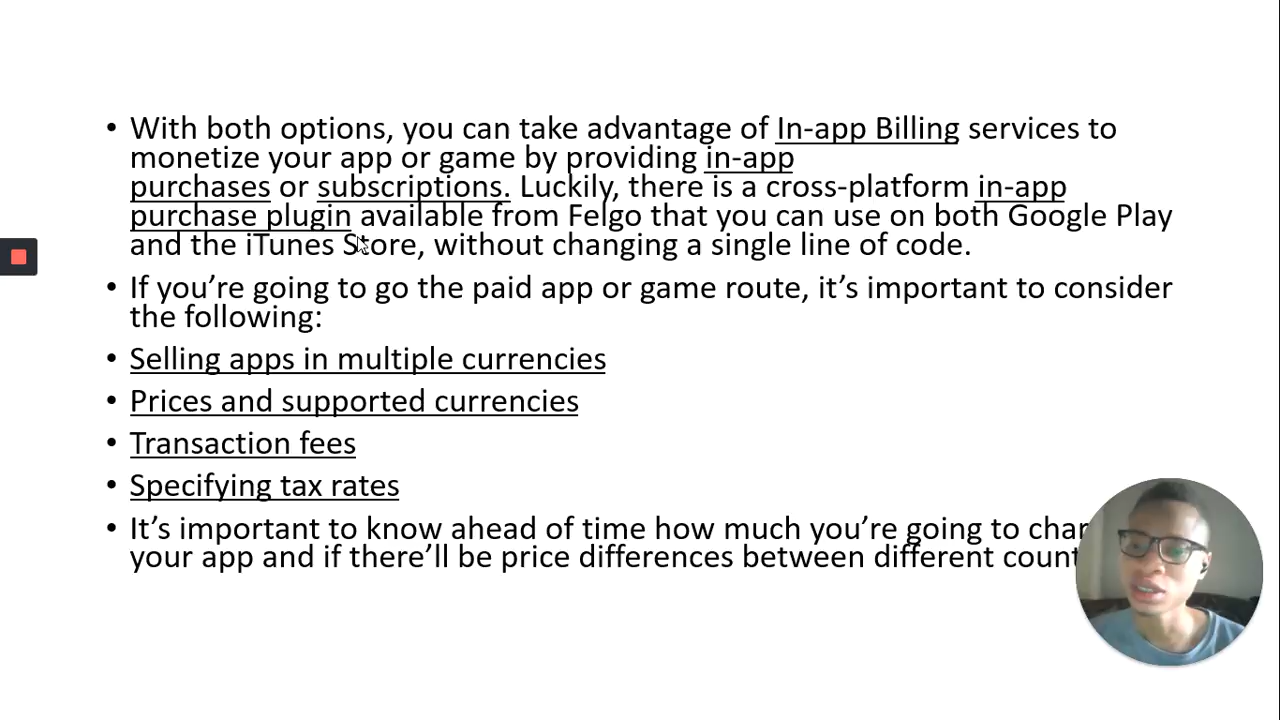 • With both options, you can take advantage of In-app Billing services to
monetize your app or game by providing in-app
purchases or subscriptions. Luckily, there is a cross-platform in-app
purchase plugin available from Felgo that you can use on both Google Play
and the iTunes Store, without changing a single line of code.
• If you’re going to go the paid app or game route, it’s important to consider
the following:
• Selling apps in multiple currencies
• Prices and supported currencies
• Transaction fees
• Specifying tax rates
• It’s important to know ahead of time how much you’re going to
your app and if there’ll be price differences between different